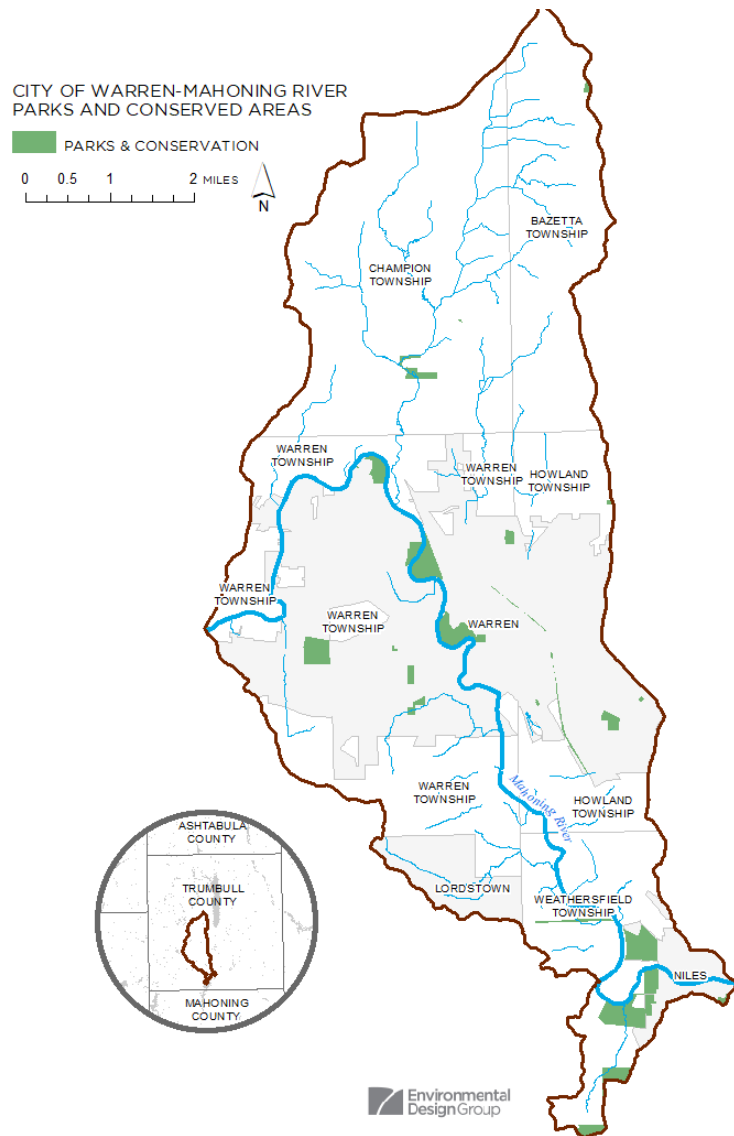 CITY OF WARREN-MAHONING RIVER
PARKS AND CONSERVED AREAS
PARKS & CONSERVATION
0 0.5 1 2 MILES
N
BAZETTA
TOWNSHIP
CHAMPION
TOWNSHIP
WARREN
TOWNSHIP
WARREN
TOWNSHIP
HOWLAND
TOWNSHIP
WARREN
TOWNSHIP
WARREN
TOWNSHIP
WARREN
Mahoning River
WARREN
TOWNSHIP
HOWLAND
TOWNSHIP
LORDSTOWN
WEATHERSFIELD
TOWNSHIP
NILES
ASHTABULA
COUNTY
TRUMBULL
COUNTY
MAHONING
COUNTY
Environmental
DesignGroup